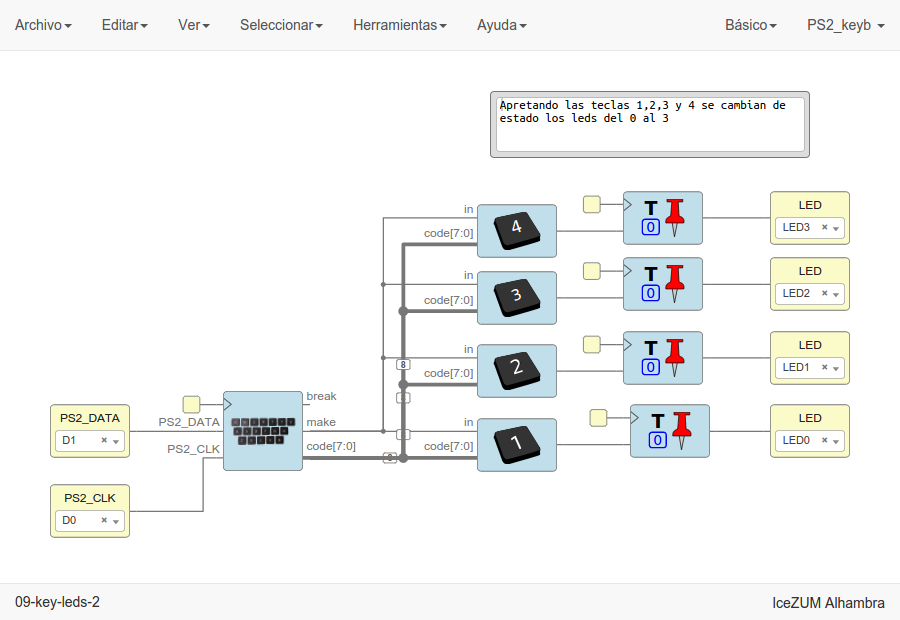 Archivo Editar Ver Seleccionar Herramientas Ayuda Básico PS2_keyb
Apretando las teclas 1,2,3 y 4 se cambian de
estado los leds del 0 al 3
in
code[7:0]
4
T
0
LED
LED3
in
code[7:0]
3
T
0
LED
LED2
in
code[7:0]
8
2
T
0
LED
LED1
PS2_DATA
D1
PS2_DATA
PS2_CLK
break
make
code[7:0]
in
code[7:0]
1
T
0
LED
LED0
PS2_CLK
D0
09-key-leds-2
IceZUM Alhambra